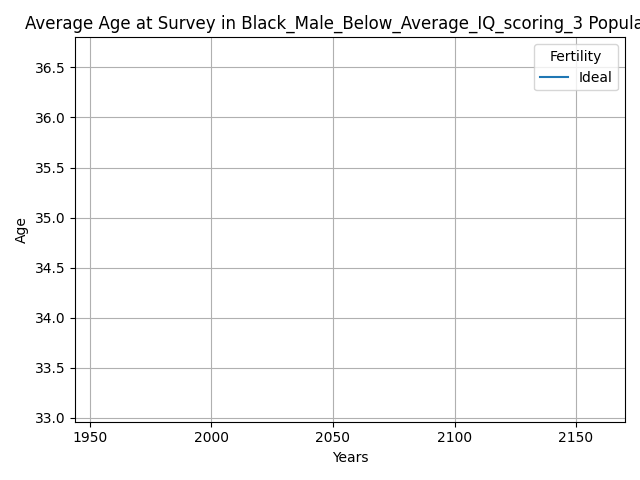 Average Age at Survey in Black_Male_Below_Average_IQ_scoring_3 Popula
Fertility
Ideal
36.5
36.0
35.5
35.0
34.5
34.0
33.5
33.0
Age
1950 2000 2050 2100 2150
Years